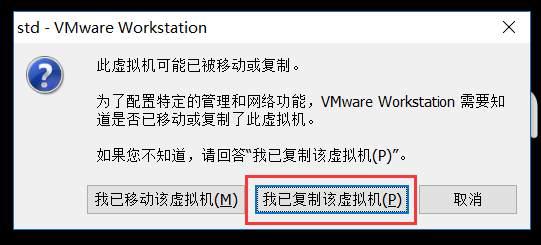 std - VMware Workstation
此虚拟机可能已被移动或复制。
为了配置特定的管理和网络功能，VMware Workstation 需要知
道是否已移动或复制了此虚拟机。
如果您不知道，请回答“我已复制该虚拟机(P)”。
我已移动该虚拟机(M) 我已复制该虚拟机(P) 取消